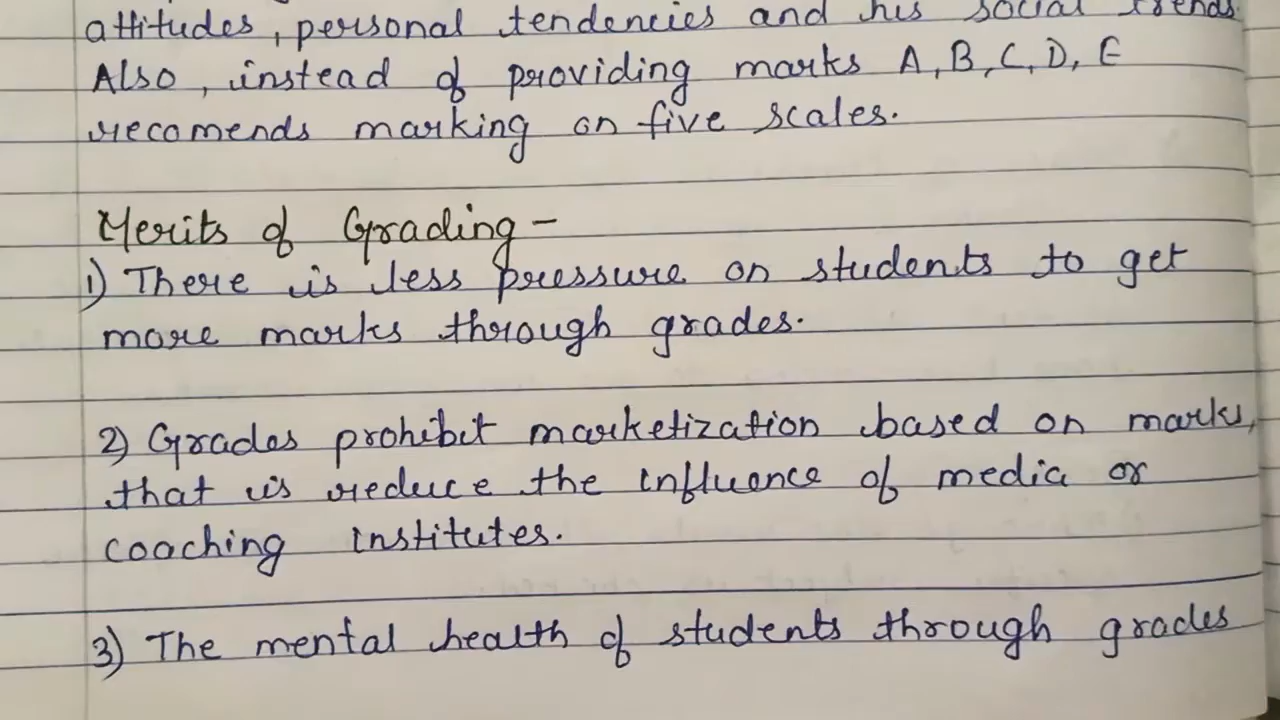 attitudes, personal tendencies and his social trends.
Also, instead of providing marks A, B, C, D, E
recomends marking on five scales.
Merits of Grading -
1) There is less pressure on students to get
more marks through grades.
2) Grades prohibit marketization based on marks,
that is reduce the influence of media or
coaching institutes.
3) The mental health of students through grades